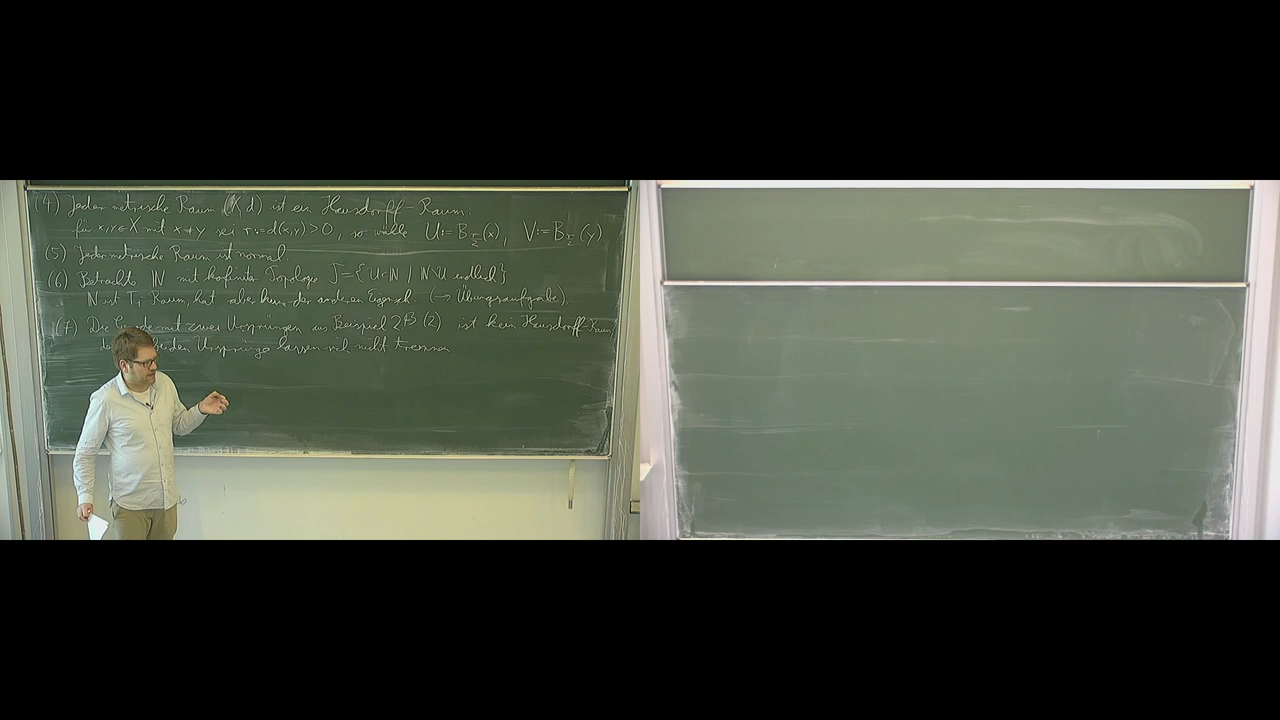 (4) Jeder metrische Raum (X,d) ist ein Hausdorff-Raum:
für x,y∈X mit x≠y sei r:=d(x,y)>0, so wähle U:=B_{r/2}(x), V:=B_{r/2}(y)
(5) Jeder metrische Raum ist normal
(6) Betrachte ℕ mit kofiniter Topologie 𝒯={U⊂ℕ | ℕ\U endlich}
ℕ ist T₁-Raum, hat aber keine der anderen Eigensch. (→ Übungsaufgabe).
(7) Die Gerade mit zwei Ursprüngen aus Beispiel 2.13 (2) ist kein Hausdorff-Raum,
beiden Ursprünge lassen sich nicht trennen